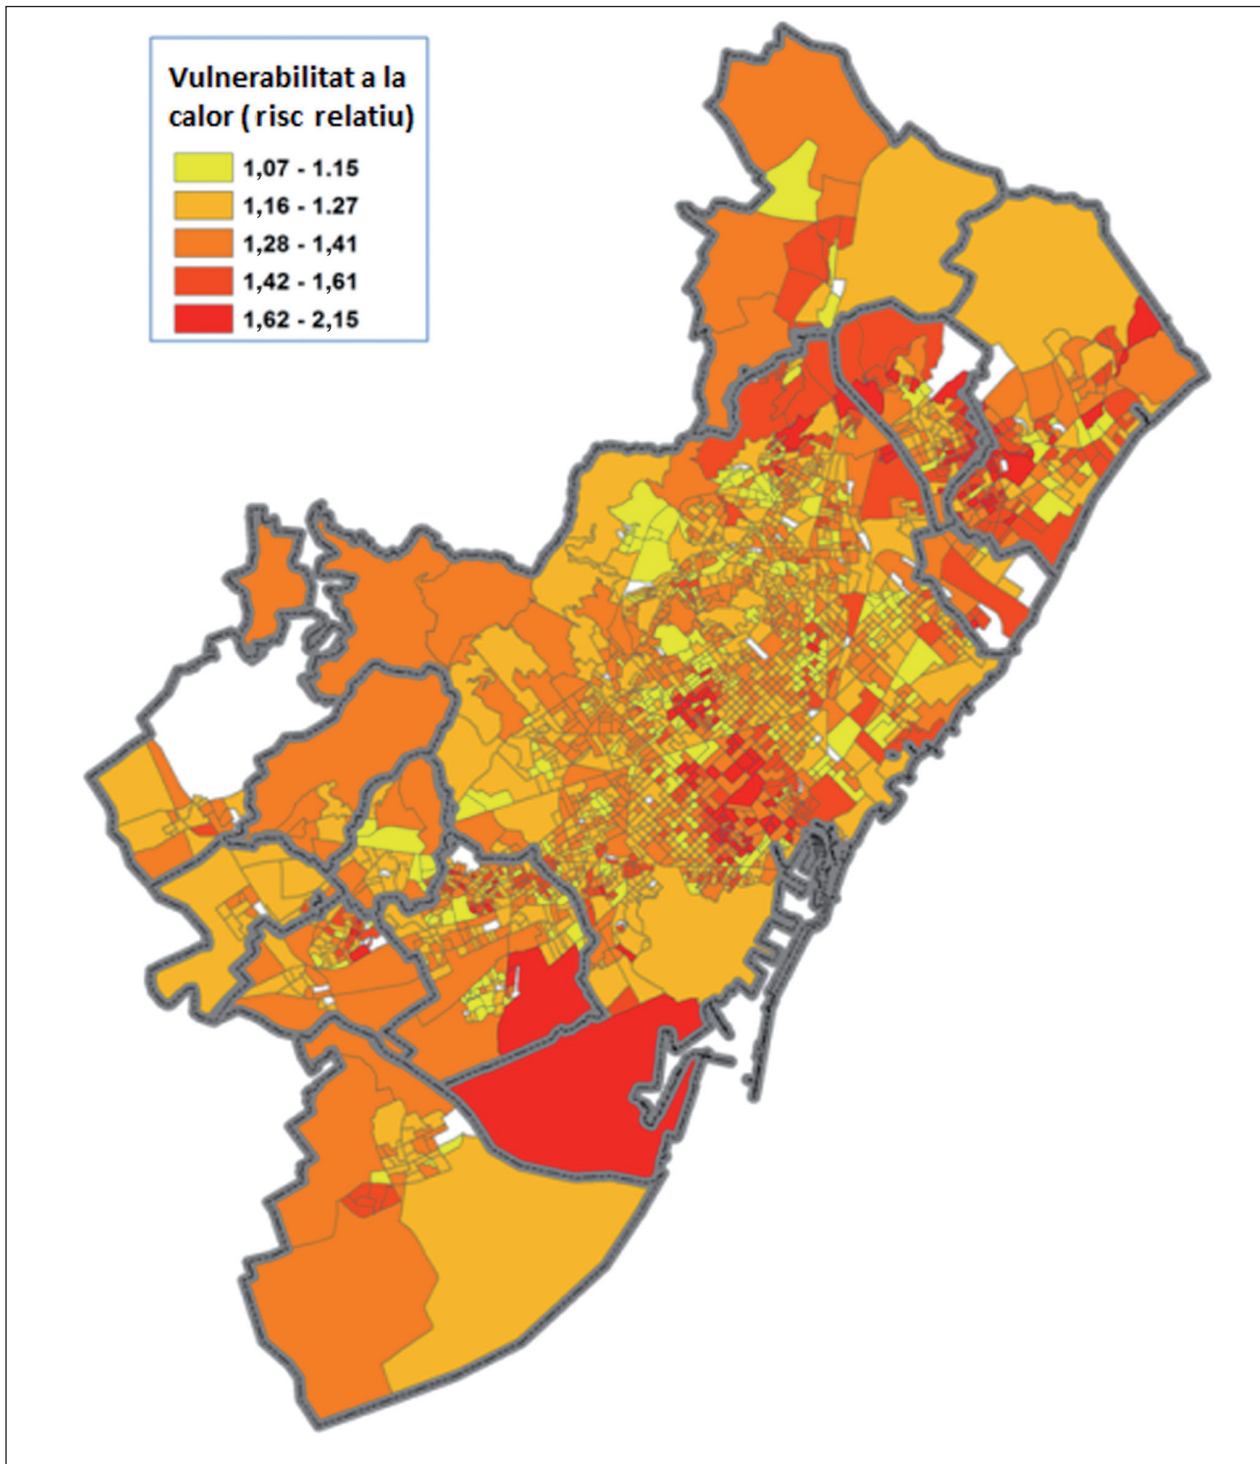 Vulnerabilitat a la
calor ( risc relatiu)
1,07 - 1.15
1,16 - 1.27
1,28 - 1,41
1,42 - 1,61
1,62 - 2,15